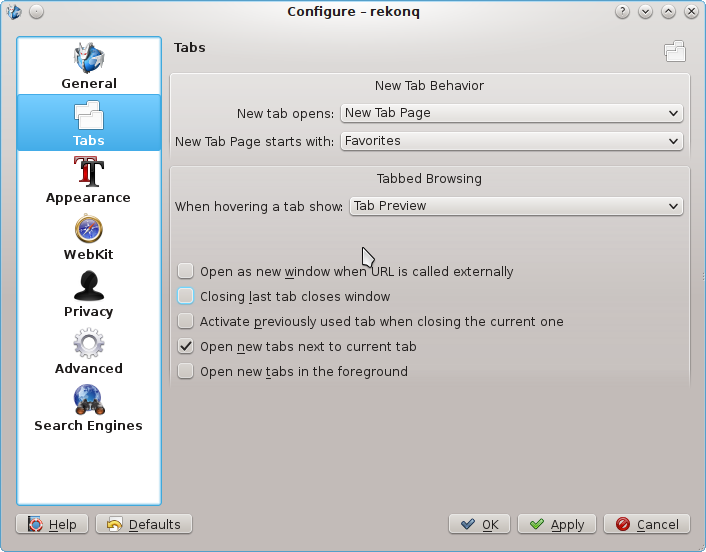 Configure – rekonq
General
Tabs
Appearance
WebKit
Privacy
Advanced
Search Engines
Tabs
New Tab Behavior
New tab opens: New Tab Page
New Tab Page starts with: Favorites
Tabbed Browsing
When hovering a tab show: Tab Preview
Open as new window when URL is called externally
Closing last tab closes window
Activate previously used tab when closing the current one
Open new tabs next to current tab
Open new tabs in the foreground
Help Defaults OK Apply Cancel